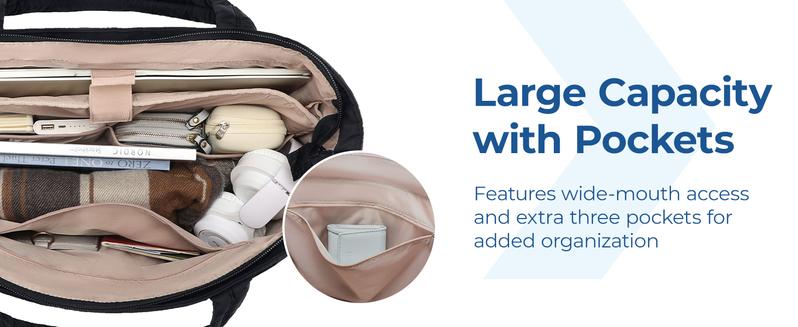 Large Capacity
with Pockets
Features wide-mouth access
and extra three pockets for
added organization
NORDIC
ZERO to ONE